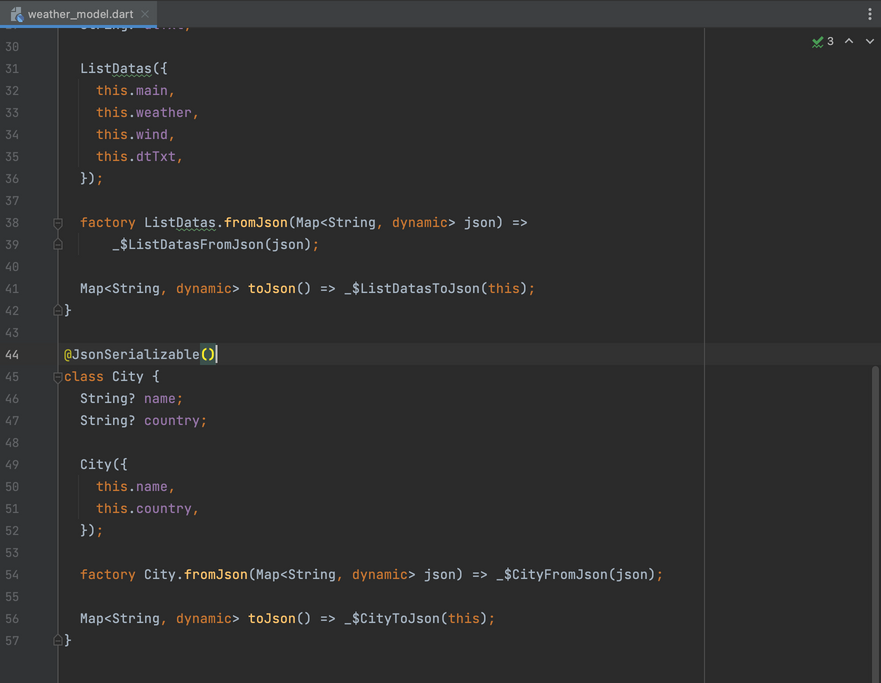 weather_model.dart
3
30
31 ListDatas({
32 this.main,
33 this.weather,
34 this.wind,
35 this.dtTxt,
36 });
37
38 factory ListDatas.fromJson(Map<String, dynamic> json) =>
39 _$ListDatasFromJson(json);
40
41 Map<String, dynamic> toJson() => _$ListDatasToJson(this);
42 }
43
44 @JsonSerializable()
45 class City {
46 String? name;
47 String? country;
48
49 City({
50 this.name,
51 this.country,
52 });
53
54 factory City.fromJson(Map<String, dynamic> json) => _$CityFromJson(json);
55
56 Map<String, dynamic> toJson() => _$CityToJson(this);
57 }